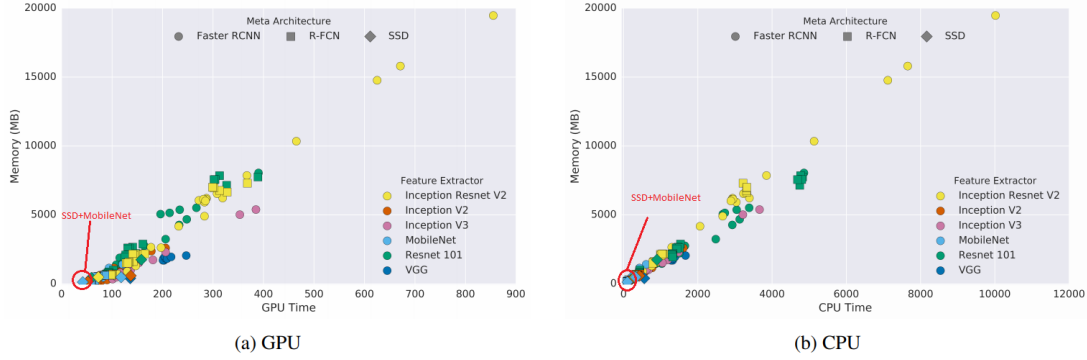 20000
15000
10000
5000
0
Memory (MB)
Meta Architecture
Faster RCNN R-FCN SSD
SSD+MobileNet
Feature Extractor
Inception Resnet V2
Inception V2
Inception V3
MobileNet
Resnet 101
VGG
0 100 200 300 400 500 600 700 800 900
GPU Time
(a) GPU
20000
15000
10000
5000
0
Memory (MB)
Meta Architecture
Faster RCNN R-FCN SSD
SSD+MobileNet
Feature Extractor
Inception Resnet V2
Inception V2
Inception V3
MobileNet
Resnet 101
VGG
0 2000 4000 6000 8000 10000 12000
CPU Time
(b) CPU